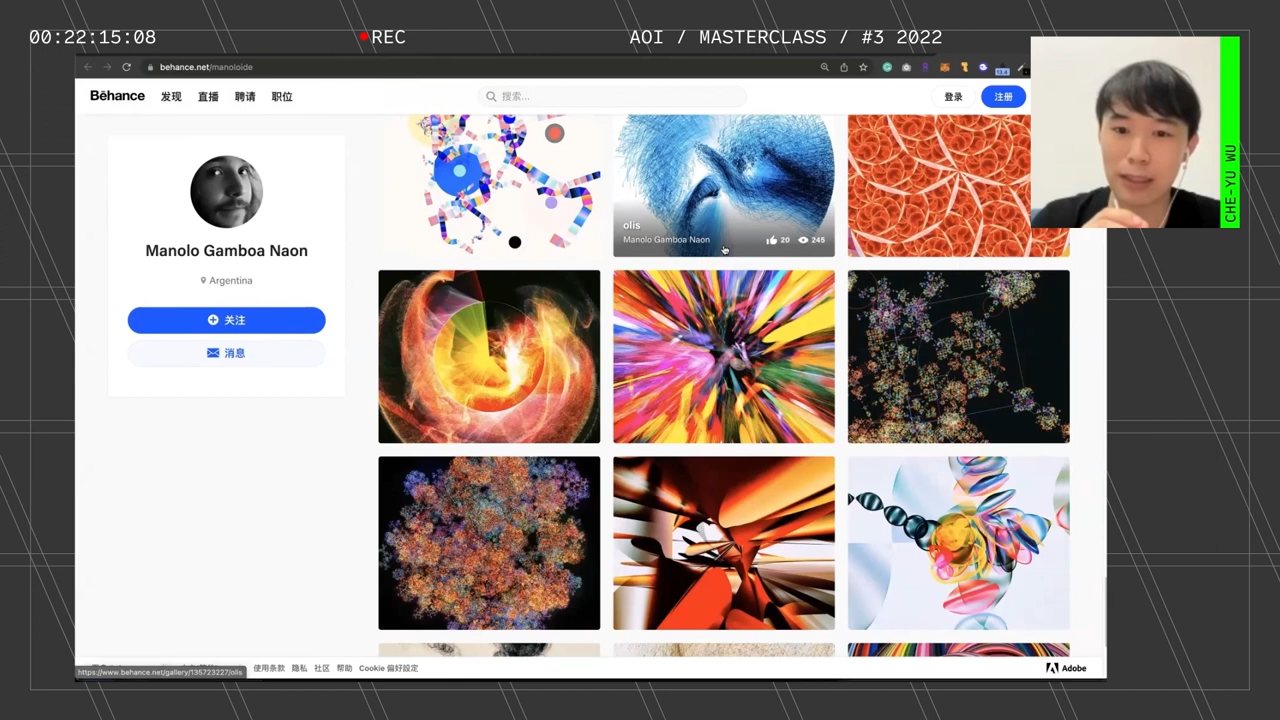 00:22:15:08
REC
AOI / MASTERCLASS / #3 2022
behance.net/manoloide
Bēhance 发现 直播 聘请 职位
搜索...
登录
注册
CHE-YU WU
Manolo Gamboa Naon
Argentina
关注
消息
olis
Manolo Gamboa Naon
20 245
使用条款 隐私 社区 帮助 Cookie 偏好設定
Adobe
https://www.behance.net/gallery/135723227/olis